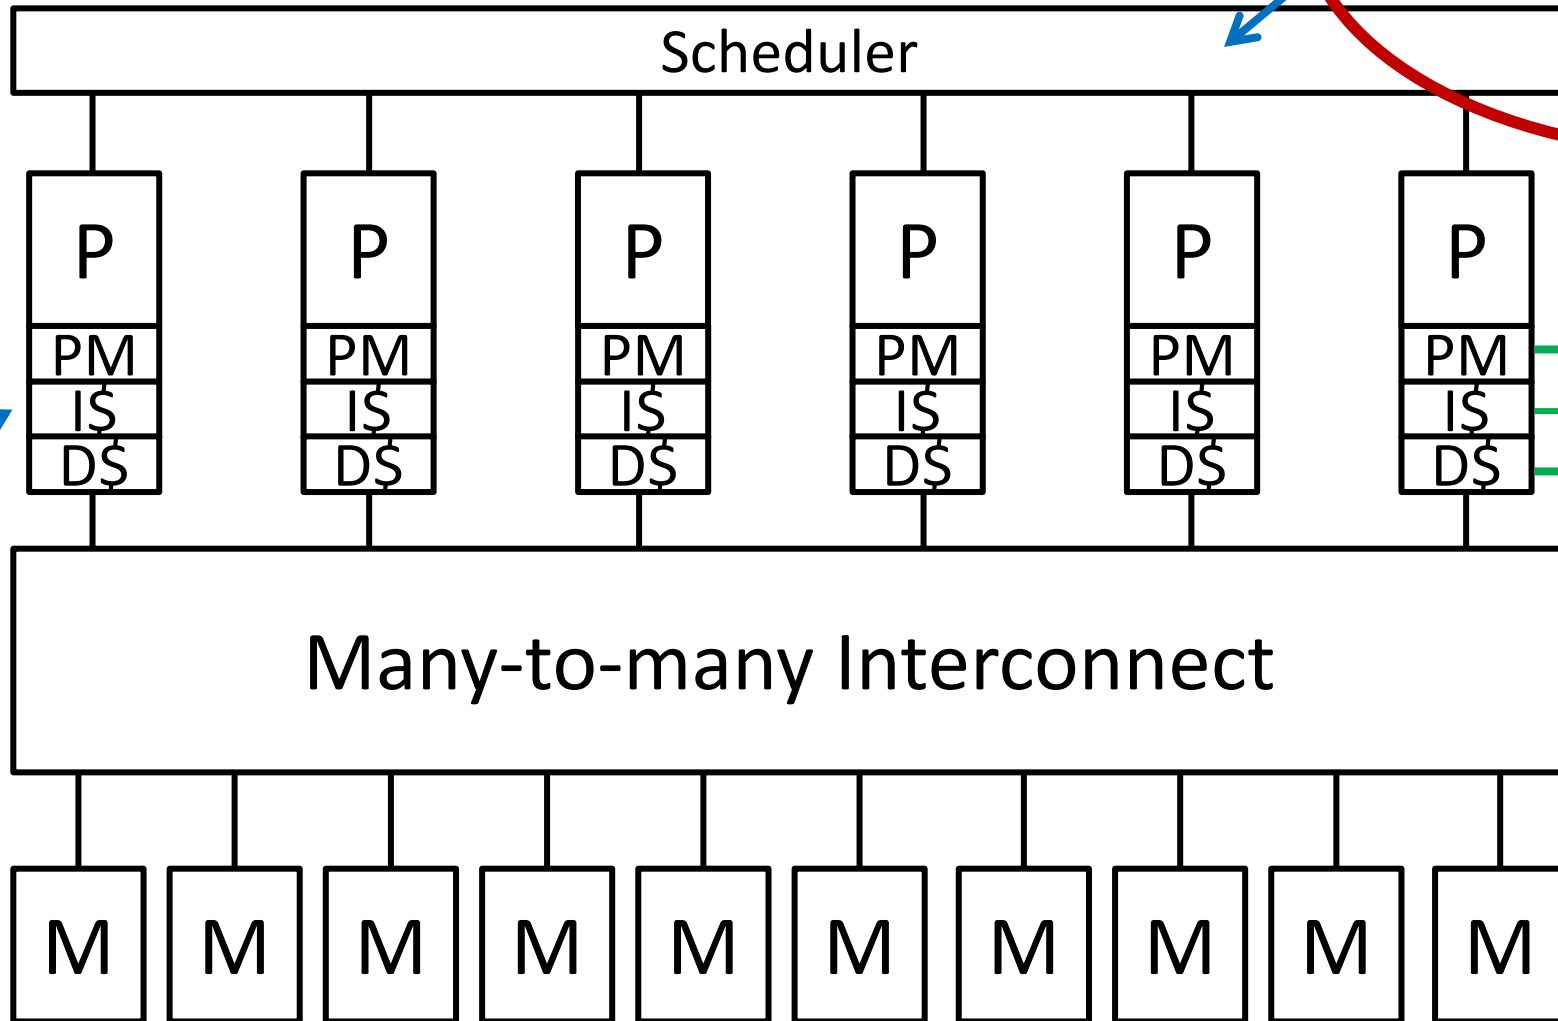 Scheduler
P P P P P P
PM PM PM PM PM PM
I$ I$ I$ I$ I$ I$
D$ D$ D$ D$ D$ D$
Many-to-many Interconnect
M M M M M M M M M M